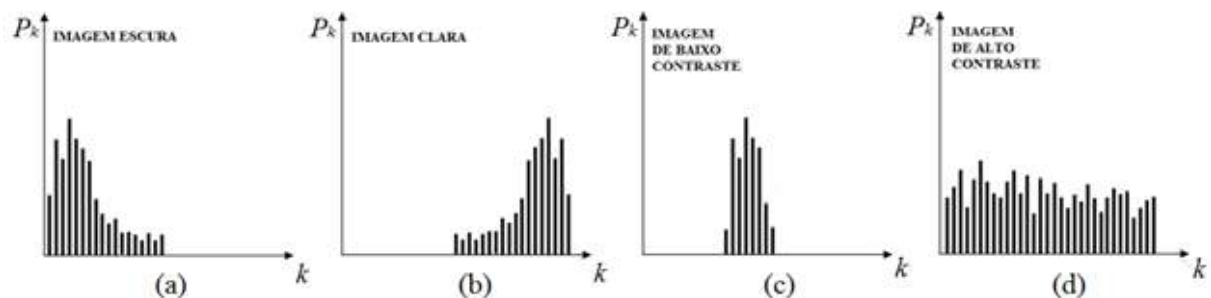 Pk IMAGEM ESCURA
k
(a)
Pk IMAGEM CLARA
k
(b)
Pk IMAGEM
DE BAIXO
CONTRASTE
k
(c)
Pk IMAGEM
DE ALTO
CONTRASTE
k
(d)